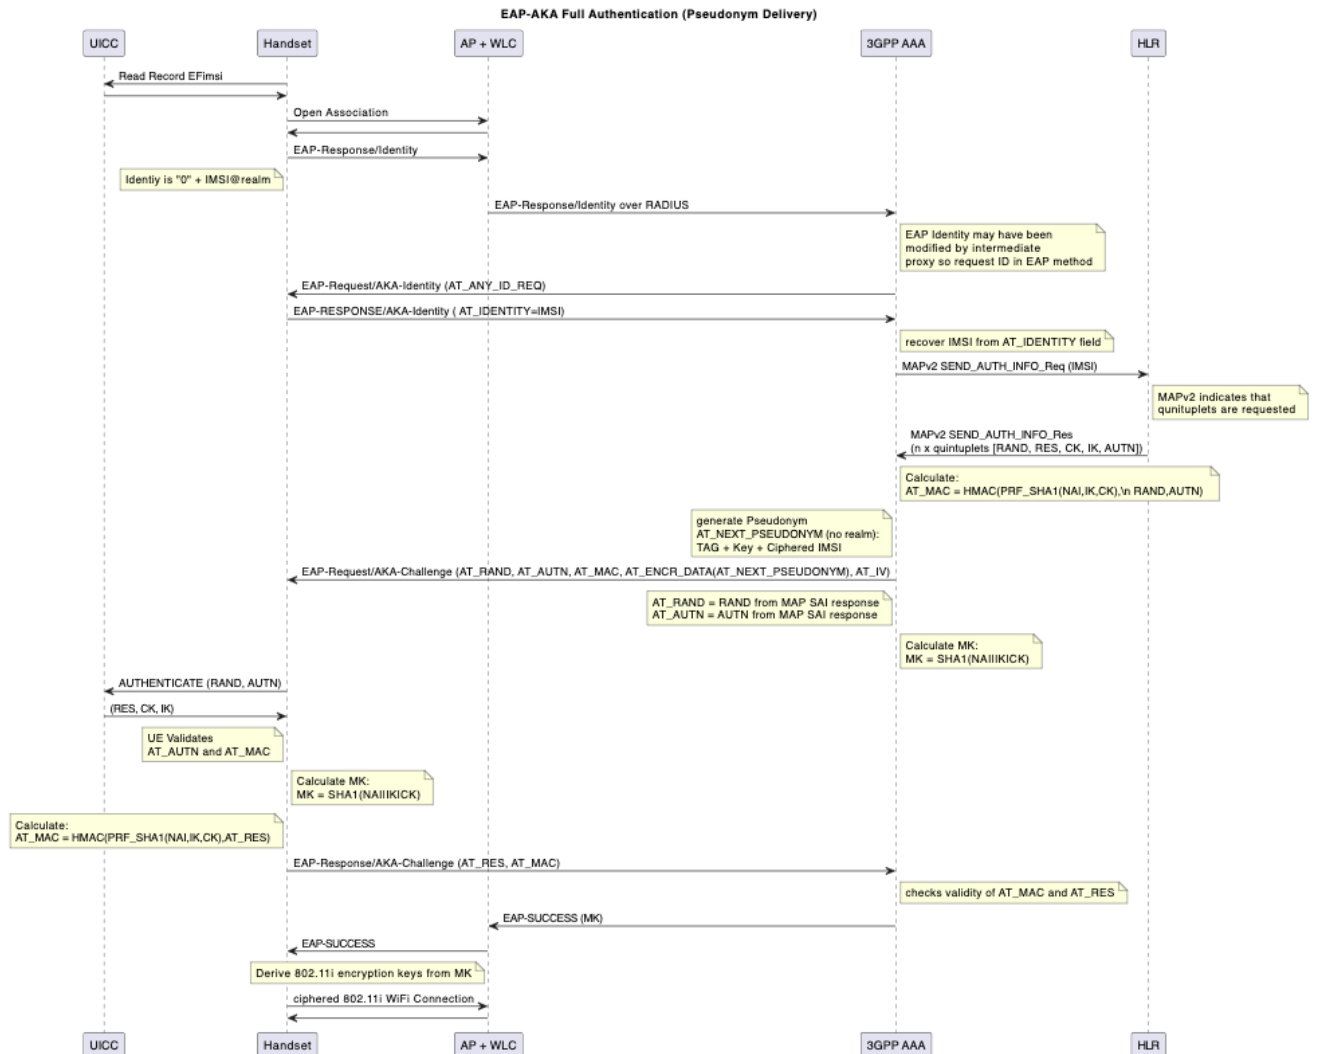 EAP-AKA Full Authentication (Pseudonym Delivery)
UICC
Handset
AP + WLC
3GPP AAA
HLR
Read Record EFimsi
Open Association
EAP-Response/Identity
Identiy is "0" + IMSI@realm
EAP-Response/Identity over RADIUS
EAP Identity may have been
modified by intermediate
proxy so request ID in EAP method
EAP-Request/AKA-Identity (AT_ANY_ID_REQ)
EAP-RESPONSE/AKA-Identity ( AT_IDENTITY=IMSI)
recover IMSI from AT_IDENTITY field
MAPv2 SEND_AUTH_INFO_Req (IMSI)
MAPv2 indicates that
qunituplets are requested
MAPv2 SEND_AUTH_INFO_Res
(n x quintuplets [RAND, RES, CK, IK, AUTN])
Calculate:
AT_MAC = HMAC(PRF_SHA1(NAI,IK,CK),\n RAND,AUTN)
generate Pseudonym
AT_NEXT_PSEUDONYM (no realm):
TAG + Key + Ciphered IMSI
EAP-Request/AKA-Challenge (AT_RAND, AT_AUTN, AT_MAC, AT_ENCR_DATA(AT_NEXT_PSEUDONYM), AT_IV)
AT_RAND = RAND from MAP SAI response
AT_AUTN = AUTN from MAP SAI response
Calculate MK:
MK = SHA1(NAIIIKICK)
AUTHENTICATE (RAND, AUTN)
(RES, CK, IK)
UE Validates
AT_AUTN and AT_MAC
Calculate MK:
MK = SHA1(NAIIIKICK)
Calculate:
AT_MAC = HMAC(PRF_SHA1(NAI,IK,CK),AT_RES)
EAP-Response/AKA-Challenge (AT_RES, AT_MAC)
checks validity of AT_MAC and AT_RES
EAP-SUCCESS (MK)
EAP-SUCCESS
Derive 802.11i encryption keys from MK
ciphered 802.11i WiFi Connection
UICC
Handset
AP + WLC
3GPP AAA
HLR